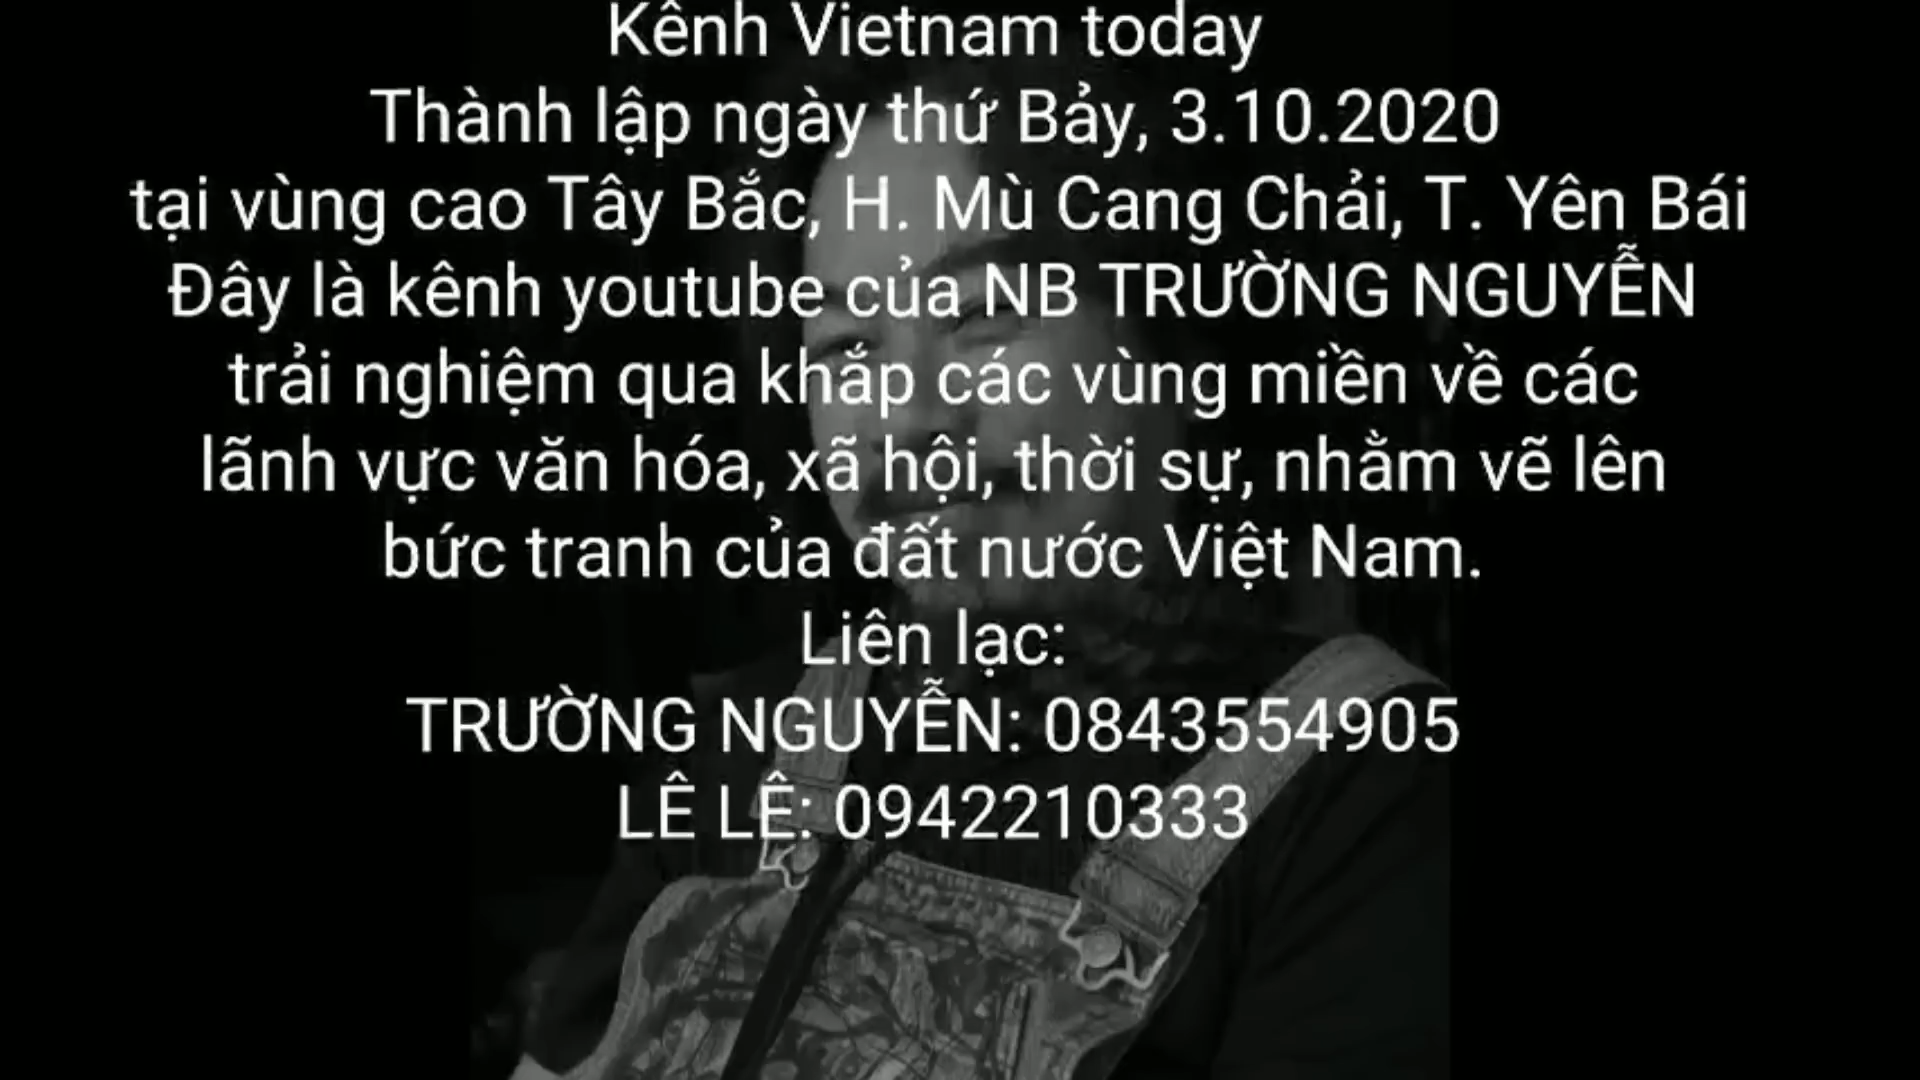 Kênh Vietnam today
Thành lập ngày thứ Bảy, 3.10.2020
tại vùng cao Tây Bắc, H. Mù Cang Chải, T. Yên Bái
Đây là kênh youtube của NB TRƯỜNG NGUYỄN
trải nghiệm qua khắp các vùng miền về các
lãnh vực văn hóa, xã hội, thời sự, nhằm vẽ lên
bức tranh của đất nước Việt Nam.
Liên lạc:
TRƯỜNG NGUYỄN: 0843554905
LÊ LỆ: 0942210333